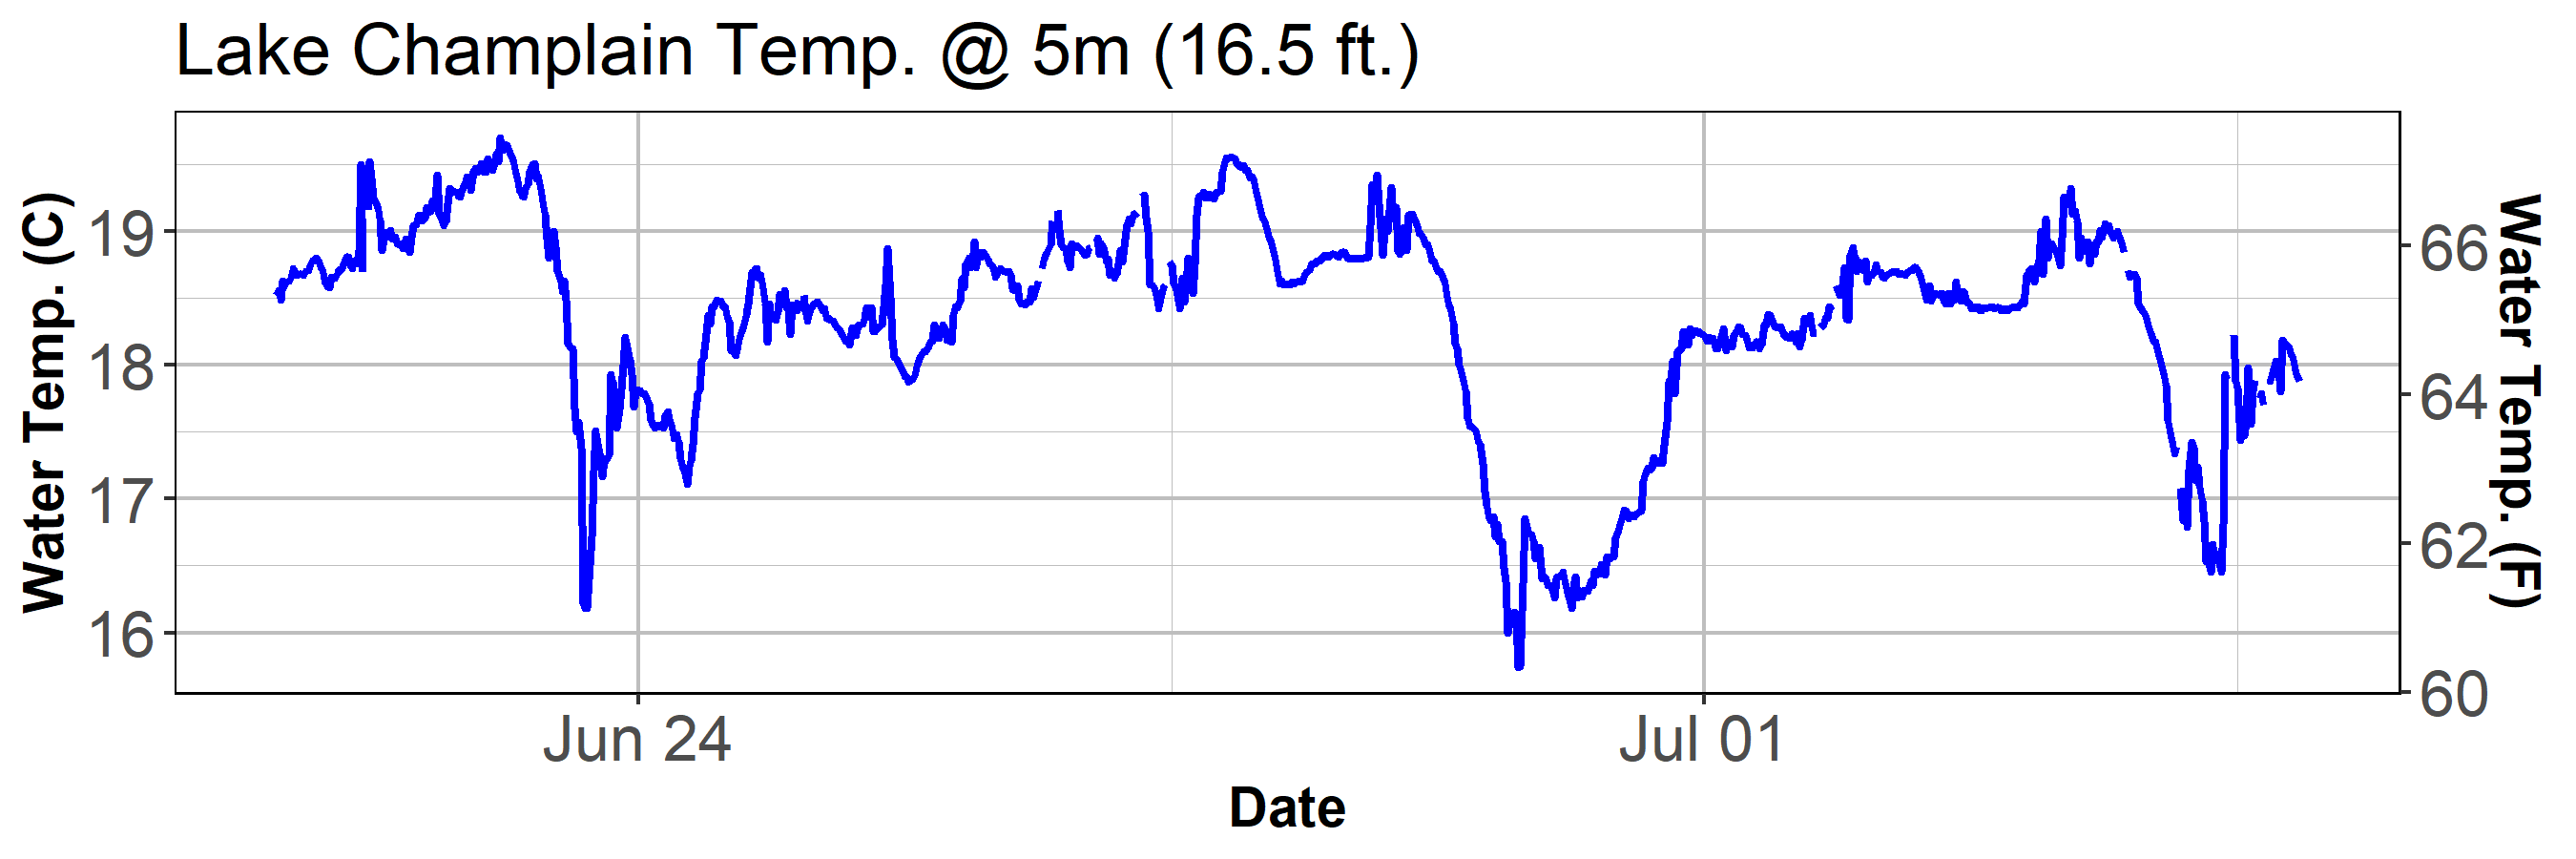 Lake Champlain Temp. @ 5m (16.5 ft.)
Water Temp. (C)
19
18
17
16
66
64
62
60
Water Temp. (F)
Jun 24
Jul 01
Date